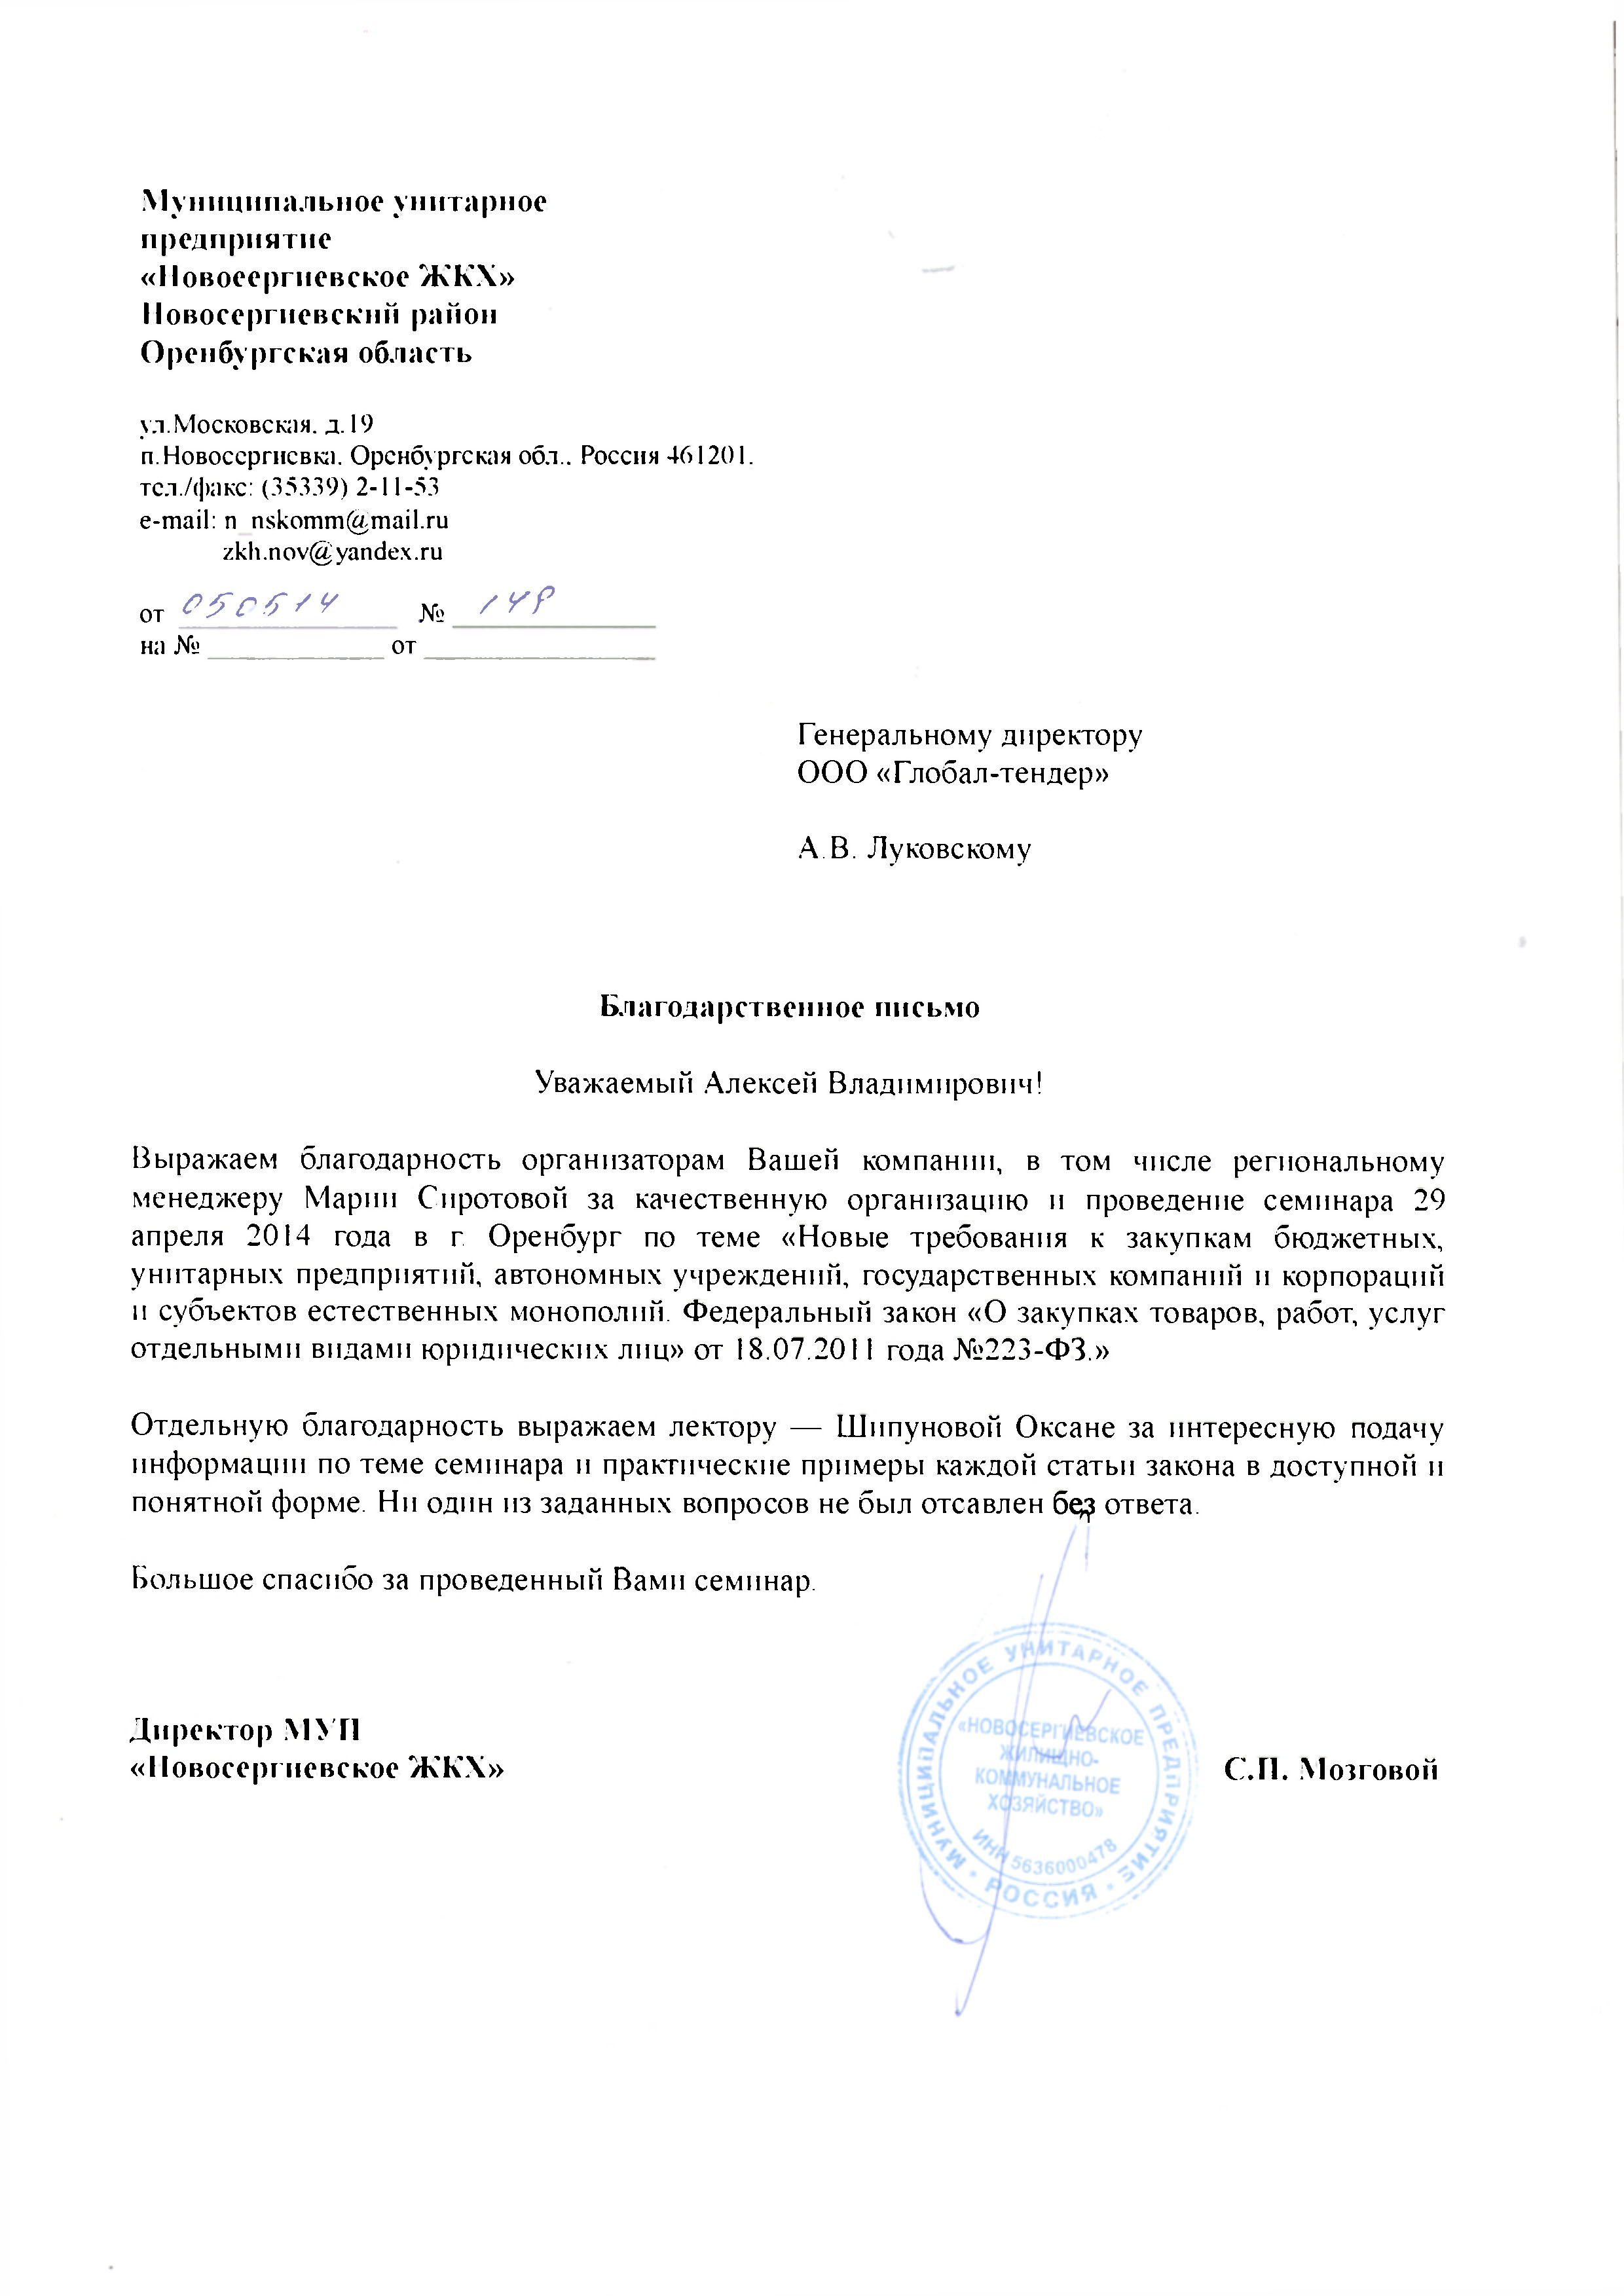 Муниципальное унитарное
предприятие
«Новосергиевское ЖКХ»
Новосергиевский район
Оренбургская область
ул.Московская, д.19
п.Новосергиевка, Оренбургская обл., Россия 461201.
тел./факс: (35339) 2-11-53
e-mail: n_nskomm@mail.ru
zkh.nov@yandex.ru
от 050514 №
на № от
Генеральному директору
ООО «Глобал-тендер»
А.В. Луковскому
Благодарственное письмо
Уважаемый Алексей Владимирович!
Выражаем благодарность организаторам Вашей компании, в том числе региональному
менеджеру Марии Сиротовой за качественную организацию и проведение семинара 29
апреля 2014 года в г. Оренбург по теме «Новые требования к закупкам бюджетных,
унитарных предприятий, автономных учреждений, государственных компаний и корпораций
и субъектов естественных монополий. Федеральный закон «О закупках товаров, работ, услуг
отдельными видами юридических лиц» от 18.07.2011 года №223-ФЗ.»
Отдельную благодарность выражаем лектору — Шипуновой Оксане за интересную подачу
информации по теме семинара и практические примеры каждой статьи закона в доступной и
понятной форме. Ни один из заданных вопросов не был отсавлен без ответа.
Большое спасибо за проведенный Вами семинар.
Директор МУП
«Новосергиевское ЖКХ» С.П. Мозговой
МУНИЦИПАЛЬНОЕ УНИТАРНОЕ ПРЕДПРИЯТИЕ
«НОВОСЕРГИЕВСКОЕ
ЖИЛИЩНО-
КОММУНАЛЬНОЕ
ХОЗЯЙСТВО»
ИНН 5636000478
• РОССИЯ •